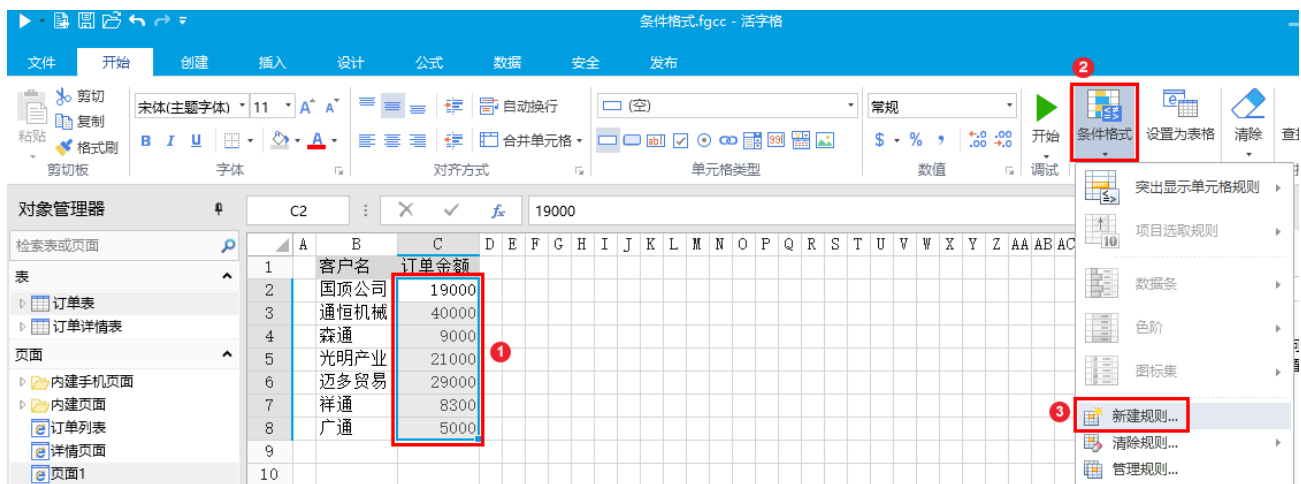 条件格式.fgcc - 活字格
文件 开始 创建 插入 设计 公式 数据 安全 发布
2
剪切
复制
粘贴
格式刷
剪切板
宋体(主题字体) 11 A A
B I U A
字体
自动换行
合并单元格
对齐方式
(空)
ab 99
单元格类型
常规
$ % , .0 .00 .00 .0
数值
开始
调试
条件格式
设置为表格
清除
对象管理器
检索表或页面
表
订单表
订单详情表
页面
内建手机页面
内建页面
订单列表
详情页面
页面1
C2 fx 19000
A B C D E F G H I J K L M N O P Q R S T U V W X Y Z AA AB AC
1 客户名 订单金额
2 国顶公司 19000
3 通恒机械 40000
4 森通 9000
5 光明产业 21000
6 迈多贸易 29000
7 祥通 8300
8 广通 5000
9
10
1
突出显示单元格规则
10 项目选取规则
数据条
色阶
图标集
3 新建规则...
清除规则...
管理规则...